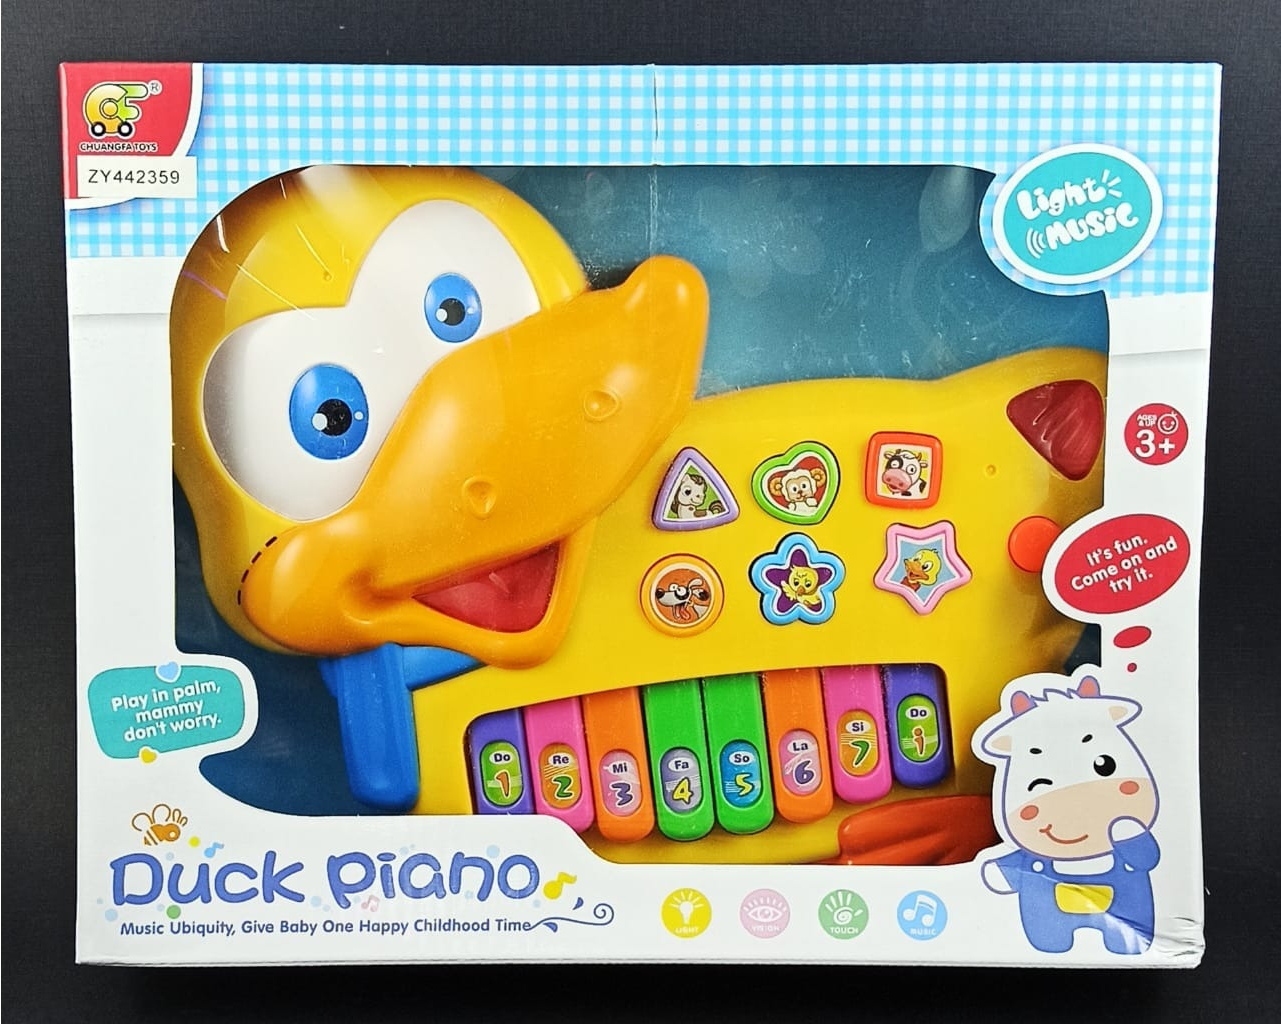 CHUANGFA TOYS
®
ZY442359
Light
Music
AGES
& UP
3+
It's fun.
Come on and
try it.
Play in palm,
mammy
don't worry.
Do Re Mi Fa So La Si Do
1 2 3 4 5 6 7 i
Duck Piano
Music Ubiquity, Give Baby One Happy Childhood Time
LIGHT
VISION
TOUCH
MUSIC